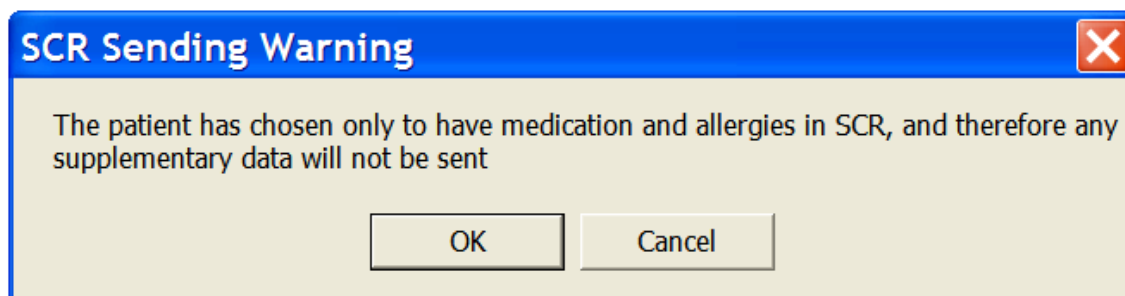 SCR Sending Warning
The patient has chosen only to have medication and allergies in SCR, and therefore any
supplementary data will not be sent
OK Cancel